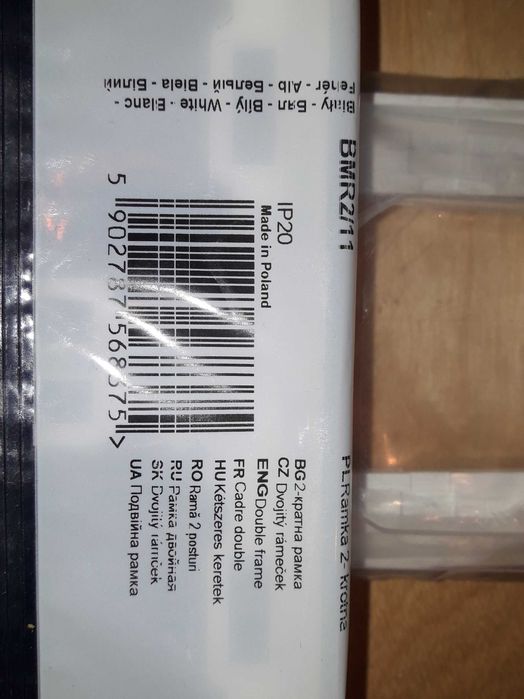 BMR2/11
PL Ramka 2- krotna
Biały - Бял - Bílý - White - Blanc -
Fehér - Alb - Белый - Biela - Білий
IP20
Made in Poland
5 902787 568375 >
BG 2-кратна рамка
CZ Dvojitý rámeček
ENG Double frame
FR Cadre double
HU Kétszeres keretek
RO Ramă 2 posturi
RU Рамка двойная
SK Dvojitý rámček
UA Подвійна рамка